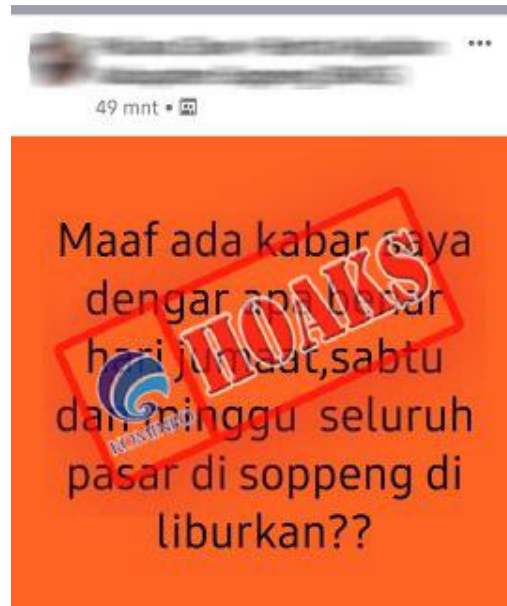 49 mnt
Maaf ada kabar saya
dengar apa benar
hari jumaat,sabtu
dan minggu seluruh
pasar di soppeng di
liburkan??
HOAKS
KOMINFO